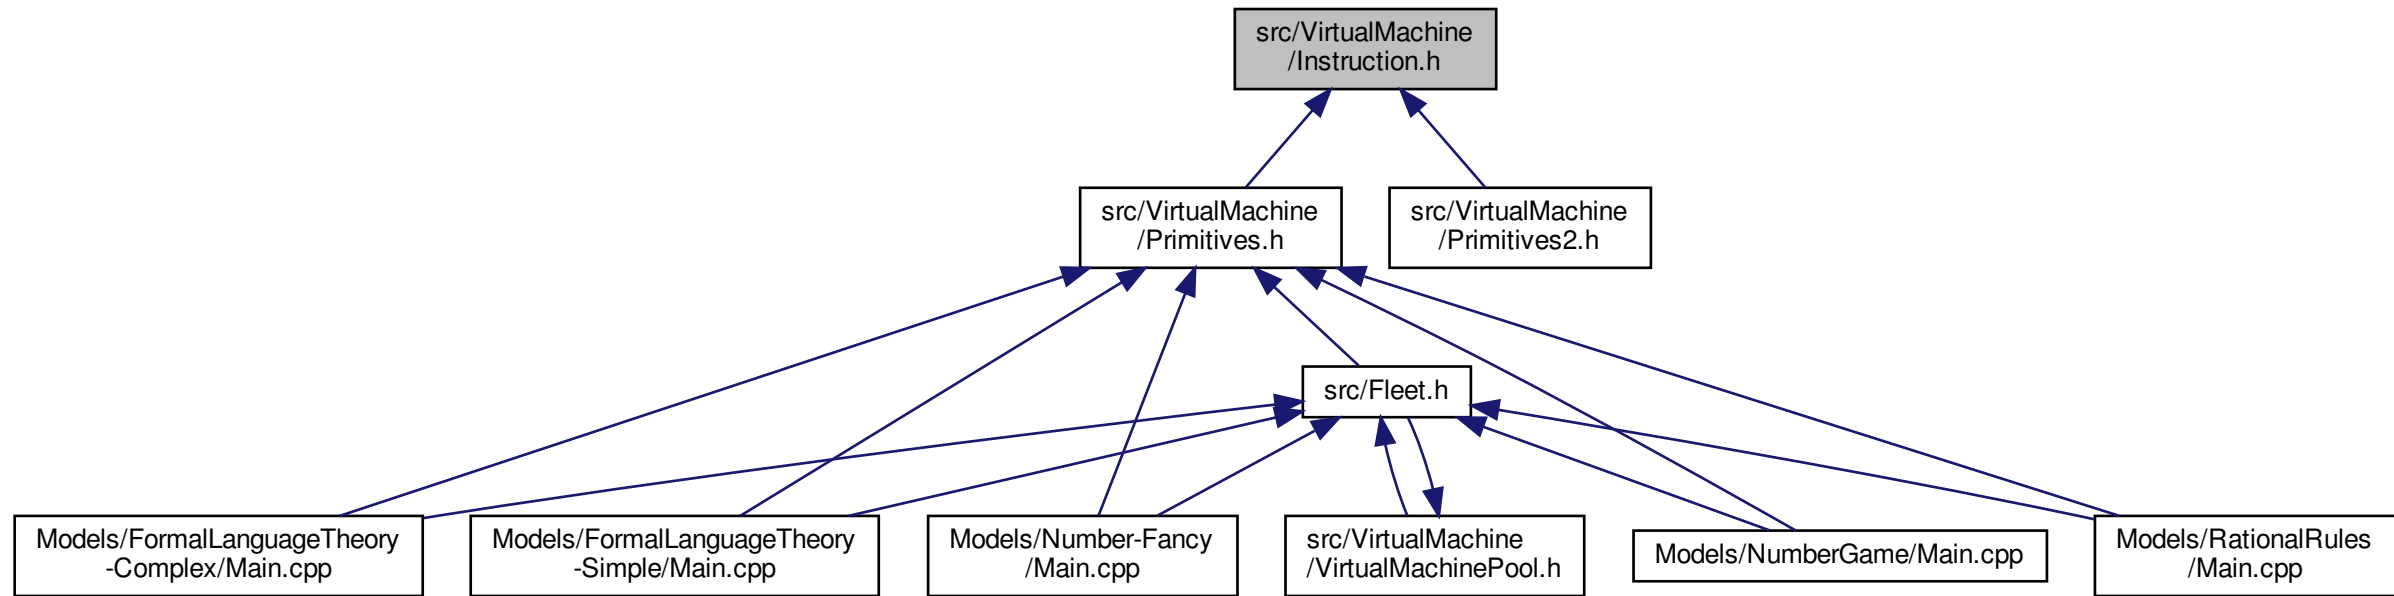 src/VirtualMachine
/Instruction.h
src/VirtualMachine
/Primitives.h
src/VirtualMachine
/Primitives2.h
src/Fleet.h
Models/FormalLanguageTheory
-Complex/Main.cpp
Models/FormalLanguageTheory
-Simple/Main.cpp
Models/Number-Fancy
/Main.cpp
src/VirtualMachine
/VirtualMachinePool.h
Models/NumberGame/Main.cpp
Models/RationalRules
/Main.cpp